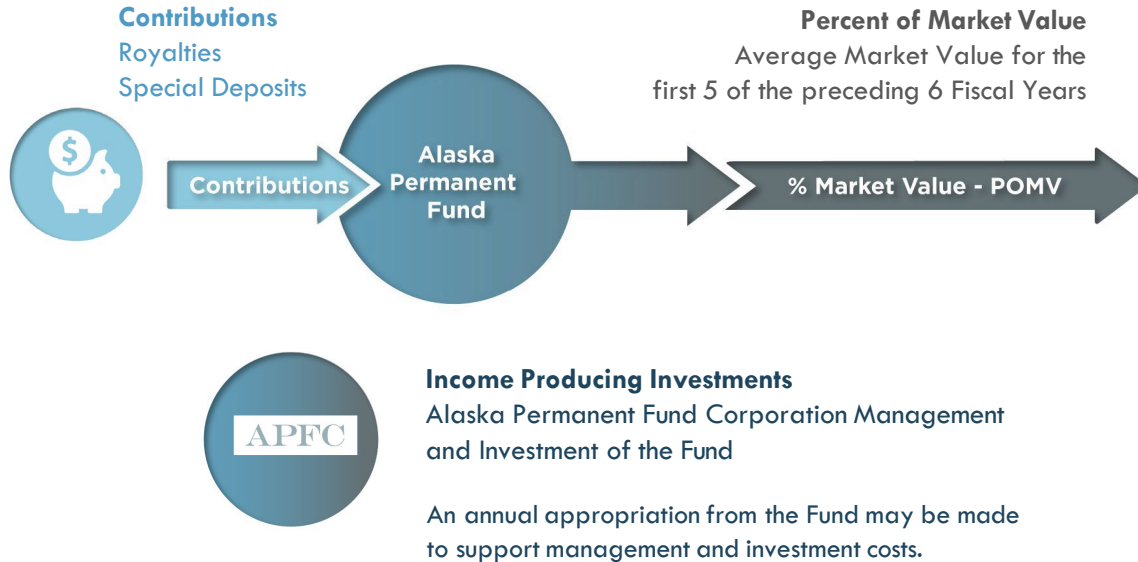 Contributions
Royalties
Special Deposits
Percent of Market Value
Average Market Value for the
first 5 of the preceding 6 Fiscal Years
$
Contributions
Alaska
Permanent
Fund
% Market Value - POMV
APFC
Income Producing Investments
Alaska Permanent Fund Corporation Management
and Investment of the Fund
An annual appropriation from the Fund may be made
to support management and investment costs.